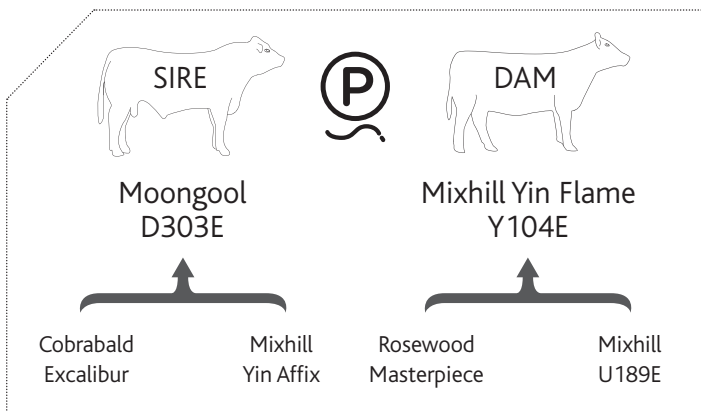 SIRE
P
DAM
Moongool
D303E
Mixhill Yin Flame
Y104E
Cobrabald
Excalibur
Mixhill
Yin Affix
Rosewood
Masterpiece
Mixhill
U189E